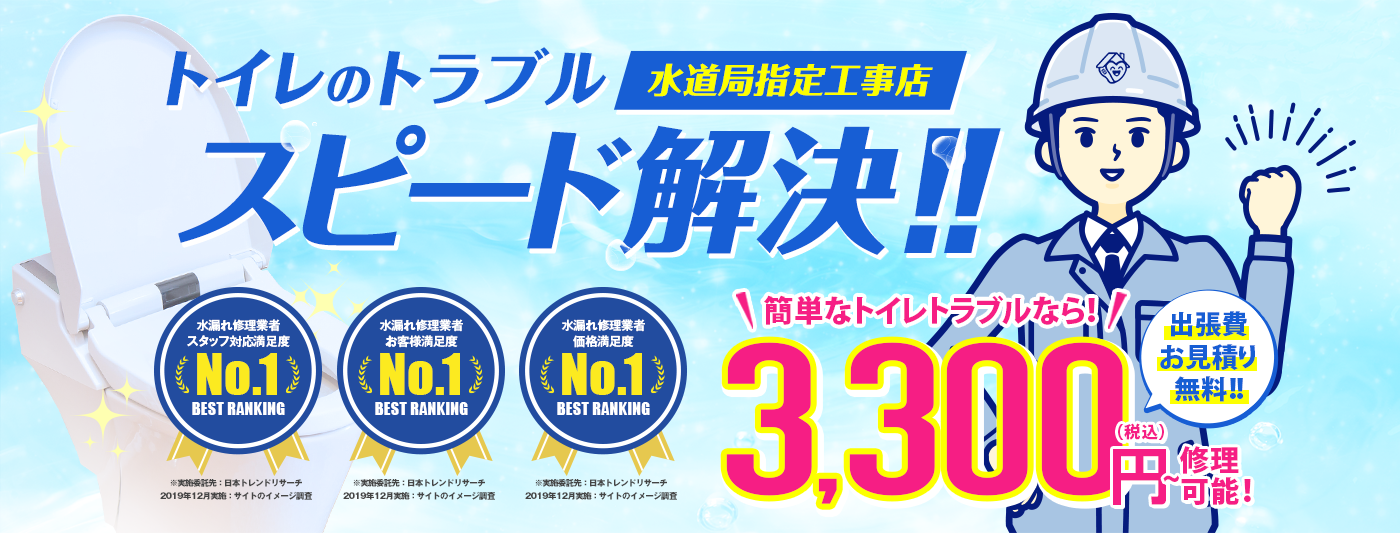 トイレのトラブル
水道局指定工事店
スピード解決!!
水漏れ修理業者
スタッフ対応満足度
No.1
BEST RANKING
※実施委託先：日本トレンドリサーチ
2019年12月実施：サイトのイメージ調査
水漏れ修理業者
お客様満足度
No.1
BEST RANKING
※実施委託先：日本トレンドリサーチ
2019年12月実施：サイトのイメージ調査
水漏れ修理業者
価格満足度
No.1
BEST RANKING
※実施委託先：日本トレンドリサーチ
2019年12月実施：サイトのイメージ調査
簡単なトイレトラブルなら!
3,300円~
(税込)
修理
可能!
出張費
お見積り
無料!!